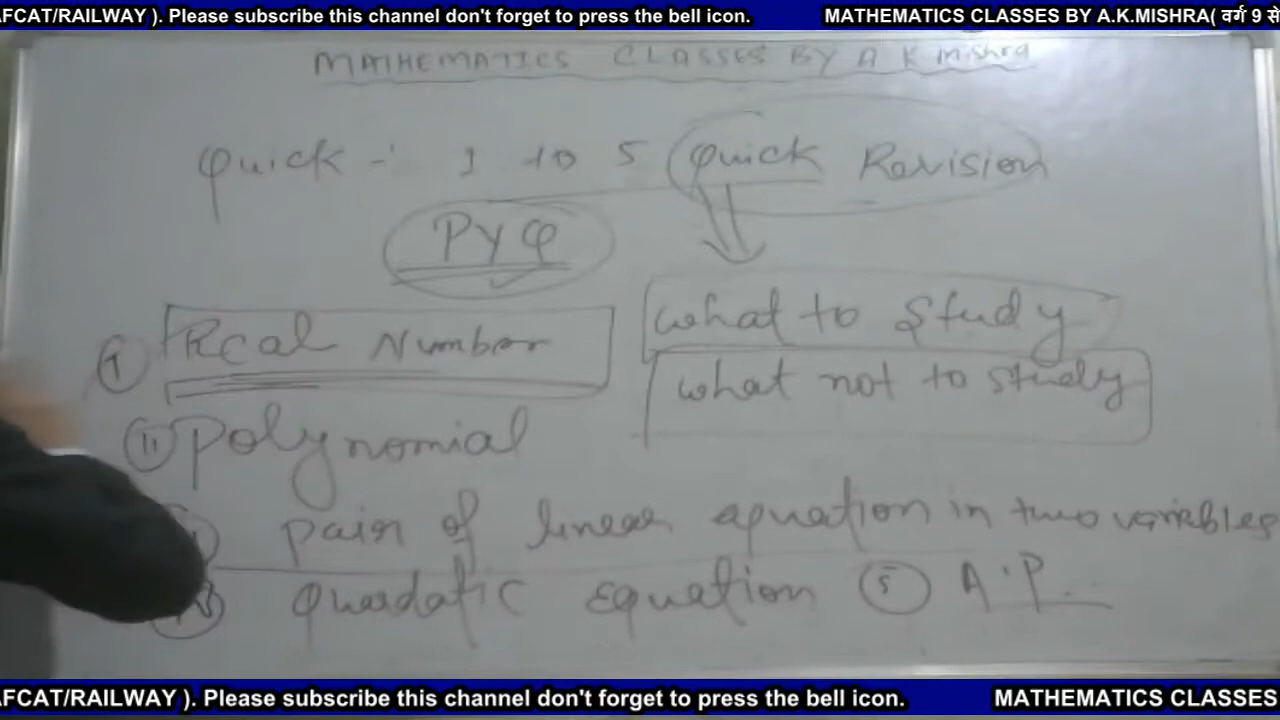 AFCAT/RAILWAY ). Please subscribe this channel don't forget to press the bell icon. MATHEMATICS CLASSES BY A.K.MISHRA( वर्ग 9 से
MATHEMATICS CLASSES BY A K Mishra
Quick -: 1 to 5 Quick Revision
PYQ
I Real Number
what to study
what not to study
II Polynomial
pair of linear equation in two variables
IV Quardatic Equation 5 A.P.
AFCAT/RAILWAY ). Please subscribe this channel don't forget to press the bell icon. MATHEMATICS CLASSES